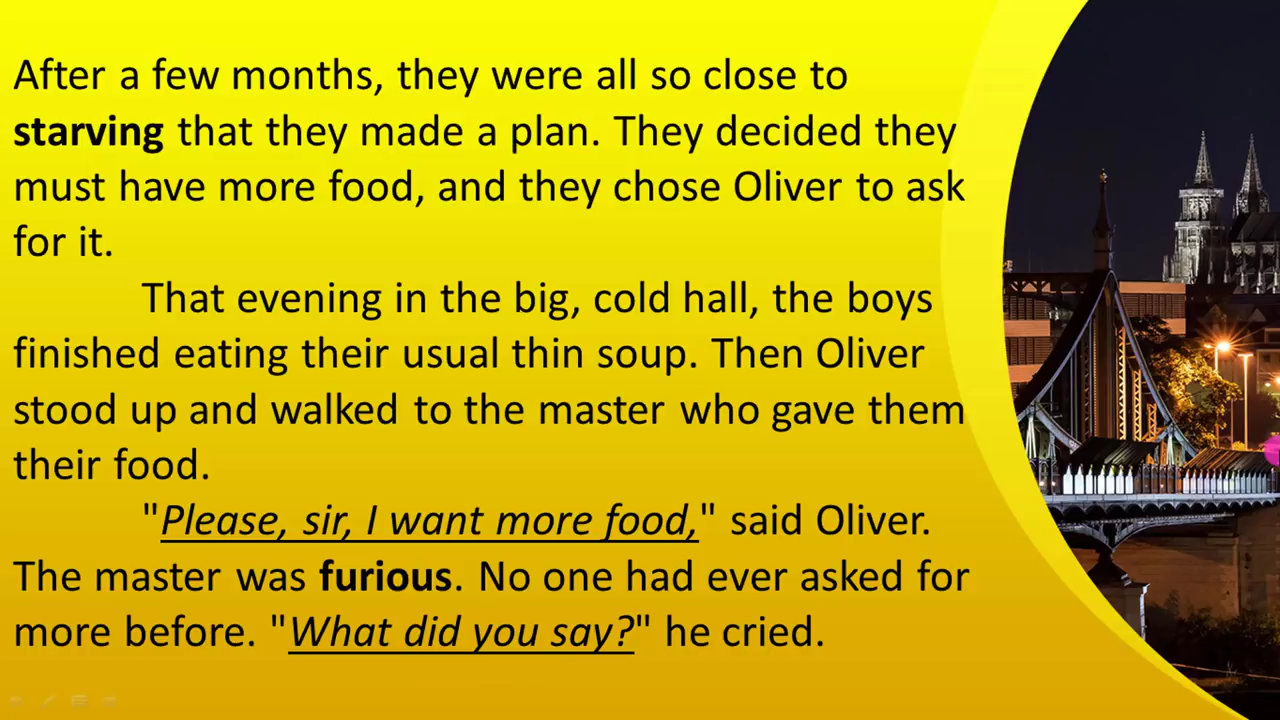 After a few months, they were all so close to
starving that they made a plan. They decided they
must have more food, and they chose Oliver to ask
for it.
That evening in the big, cold hall, the boys
finished eating their usual thin soup. Then Oliver
stood up and walked to the master who gave them
their food.
"Please, sir, I want more food," said Oliver.
The master was furious. No one had ever asked for
more before. "What did you say?" he cried.